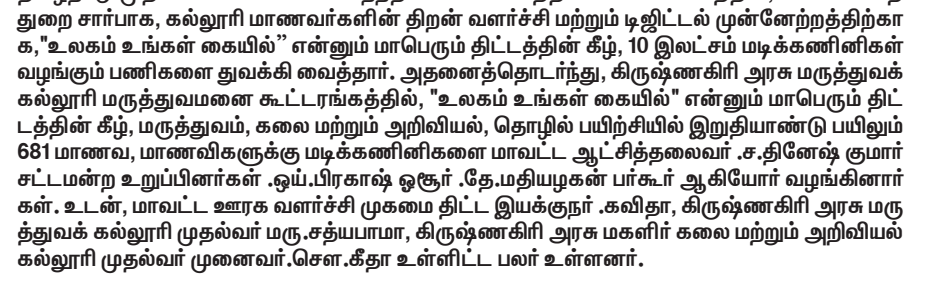 துறை சார்பாக, கல்லூரி மாணவர்களின் திறன் வளர்ச்சி மற்றும் டிஜிட்டல் முன்னேற்றத்திற்கா
க,"உலகம் உங்கள் கையில்” என்னும் மாபெரும் திட்டத்தின் கீழ், 10 இலட்சம் மடிக்கணினிகள்
வழங்கும் பணிகளை துவக்கி வைத்தார். அதனைத்தொடர்ந்து, கிருஷ்ணகிரி அரசு மருத்துவக்
கல்லூரி மருத்துவமனை கூட்டரங்கத்தில், "உலகம் உங்கள் கையில்" என்னும் மாபெரும் திட்
டத்தின் கீழ், மருத்துவம், கலை மற்றும் அறிவியல், தொழில் பயிற்சியில் இறுதியாண்டு பயிலும்
681 மாணவ, மாணவிகளுக்கு மடிக்கணினிகளை மாவட்ட ஆட்சித்தலைவர் .ச.தினேஷ் குமார்
சட்டமன்ற உறுப்பினர்கள் .ஒய்.பிரகாஷ் ஓசூர் .தே.மதியழகன் பர்கூர் ஆகியோர் வழங்கினார்
கள். உடன், மாவட்ட ஊரக வளர்ச்சி முகமை திட்ட இயக்குநர் .கவிதா, கிருஷ்ணகிரி அரசு மரு
த்துவக் கல்லூரி முதல்வர் மரு.சத்யபாமா, கிருஷ்ணகிரி அரசு மகளிர் கலை மற்றும் அறிவியல்
கல்லூரி முதல்வர் முனைவர்.சௌ.கீதா உள்ளிட்ட பலர் உள்ளனர்.